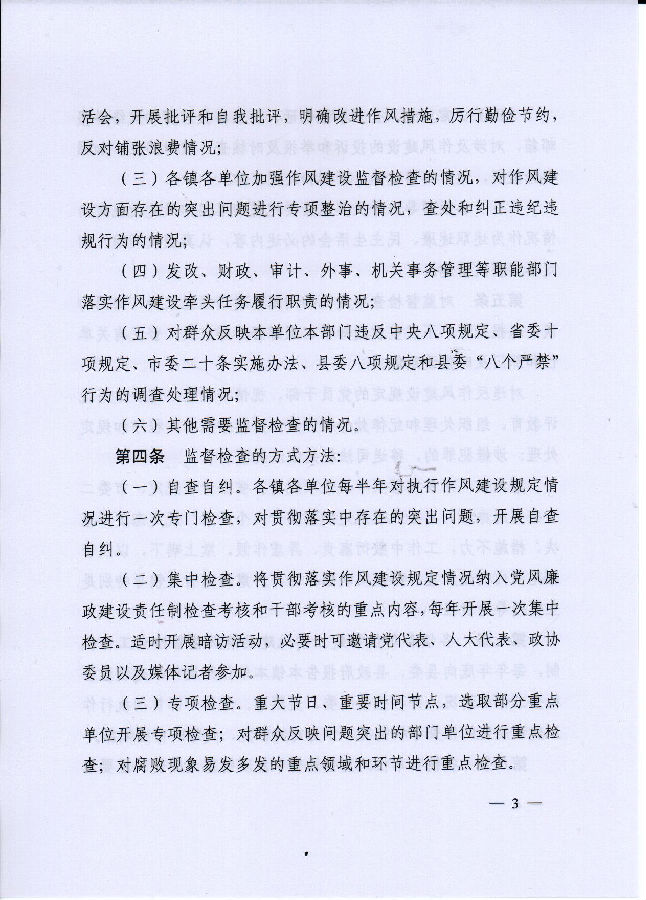 活会，开展批评和自我批评，明确改进作风措施，厉行勤俭节约，
反对铺张浪费情况；
（三）各镇各单位加强作风建设监督检查的情况，对作风建
设方面存在的突出问题进行专项整治的情况，查处和纠正违纪违
规行为的情况；
（四）发改、财政、审计、外事、机关事务管理等职能部门
落实作风建设牵头任务履行职责的情况；
（五）对群众反映本单位本部门违反中央八项规定、省委十
项规定、市委二十条实施办法、县委八项规定和县委“八个严禁”
行为的调查处理情况；
（六）其他需要监督检查的情况。
第四条　监督检查的方式方法：
（一）自查自纠。各镇各单位每半年对执行作风建设规定情
况进行一次专门检查，对贯彻落实中存在的突出问题，开展自查
自纠。
（二）集中检查。将贯彻落实作风建设规定情况纳入党风廉
政建设责任制检查考核和干部考核的重点内容，每年开展一次集中
检查。适时开展暗访活动，必要时可邀请党代表、人大代表、政协
委员以及媒体记者参加。
（三）专项检查。重大节日、重要时间节点，选取部分重点
单位开展专项检查；对群众反映问题突出的部门单位进行重点检
查；对腐败现象易发多发的重点领域和环节进行重点检查。
— 3 —